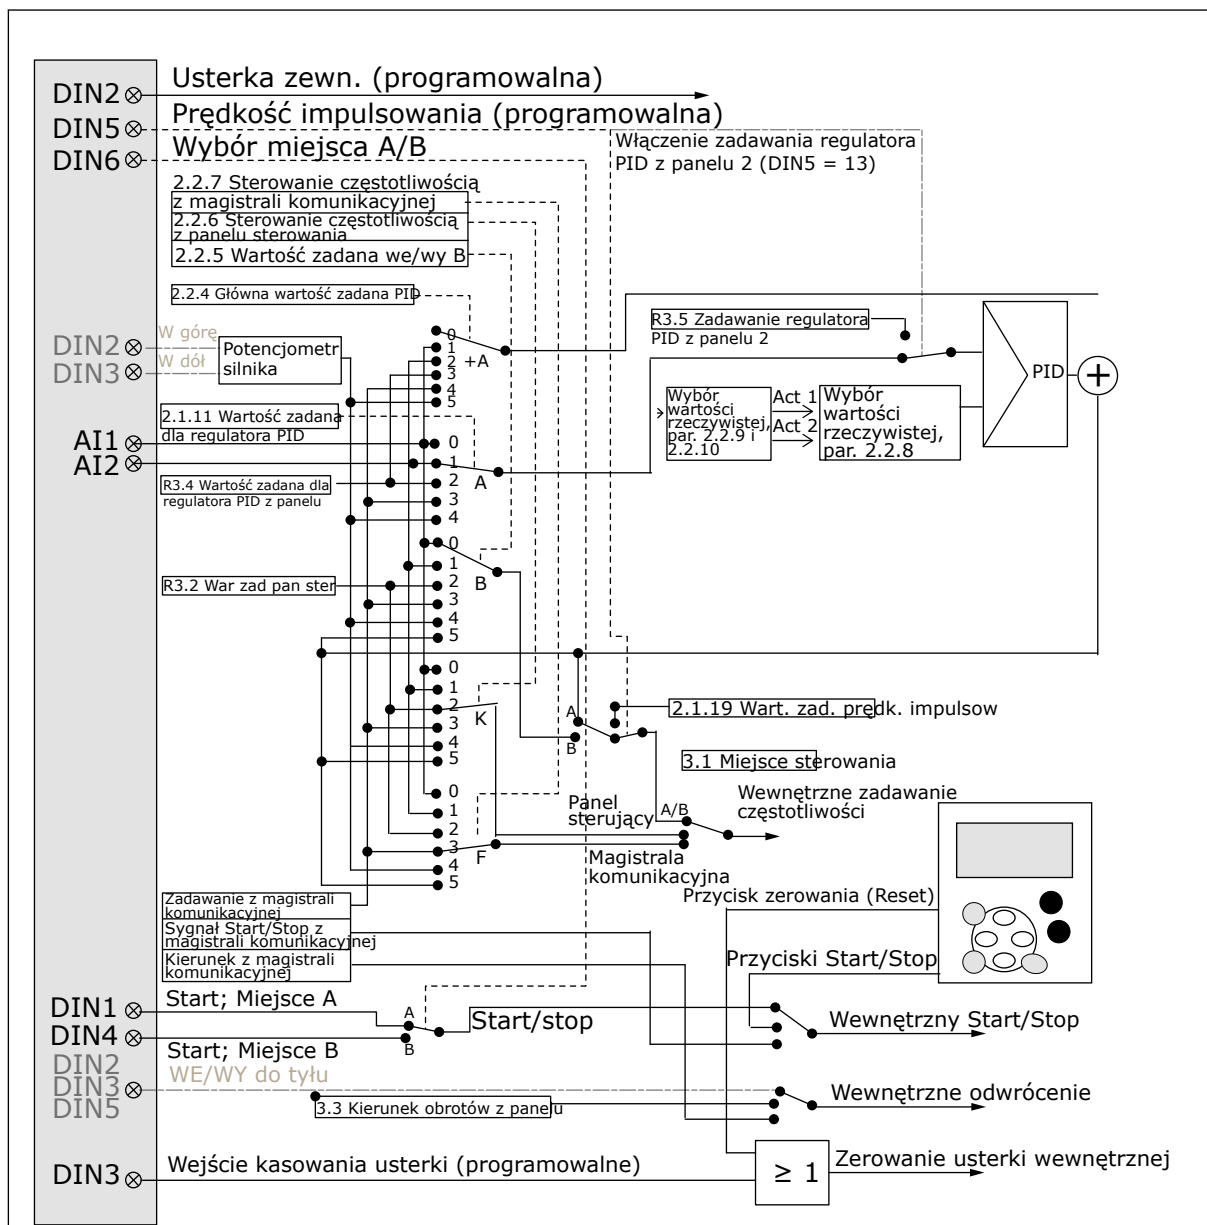 DIN2
Usterka zewn. (programowalna)
DIN5
Prędkość impulsowania (programowalna)
DIN6
Wybór miejsca A/B
Włączenie zadawania regulatora
PID z panelu 2 (DIN5 = 13)
2.2.7 Sterowanie częstotliwością
z magistrali komunikacyjnej
2.2.6 Sterowanie częstotliwością
z panelu sterowania
2.2.5 Wartość zadana we/wy B
2.2.4 Główna wartość zadana PID
R3.5 Zadawanie regulatora
PID z panelu 2
DIN2
W górę
DIN3
W dół
Potencjometr
silnika
0
1
2
3
4
5
+A
PID
+
Wybór
wartości
rzeczywistej,
par. 2.2.9 i
2.2.10
Act 1
Act 2
Wybór
wartości
rzeczywistej,
par. 2.2.8
2.1.11 Wartość zadana
dla regulatora PID
AI1
AI2
0
1
2
3
4
A
R3.4 Wartość zadana dla
regulatora PID z panelu
0
1
2
3
4
5
B
R3.2 War zad pan ster
0
1
2
3
4
5
K
A
B
2.1.19 Wart. zad. prędk. impulsow
3.1 Miejsce sterowania
0
1
2
3
4
5
F
Panel
sterujący
A/B
Wewnętrzne zadawanie
częstotliwości
Magistrala
komunikacyjna
Przycisk zerowania (Reset)
Zadawanie z magistrali
komunikacyjnej
Sygnał Start/Stop z
magistrali komunikacyjnej
Kierunek z magistrali
komunikacyjnej
Przyciski Start/Stop
DIN1
Start; Miejsce A
DIN4
Start; Miejsce B
A
B
Start/stop
Wewnętrzny Start/Stop
DIN2
DIN3
DIN5
WE/WY do tyłu
3.3 Kierunek obrotów z panelu
Wewnętrzne odwrócenie
DIN3
Wejście kasowania usterki (programowalne)
≥ 1
Zerowanie usterki wewnętrznej